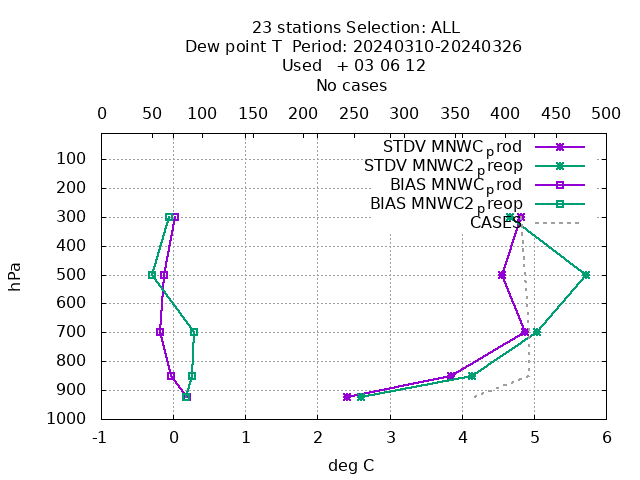 23 stations Selection: ALL
Dew point T  Period: 20240310-20240326
Used   + 03 06 12
No cases
0 50 100 150 200 250 300 350 400 450 500
STDV MNWC_prod
STDV MNWC2_preop
BIAS MNWC_prod
BIAS MNWC2_preop
CASES
100
200
300
400
500
600
700
800
900
1000
hPa
-1 0 1 2 3 4 5 6
deg C